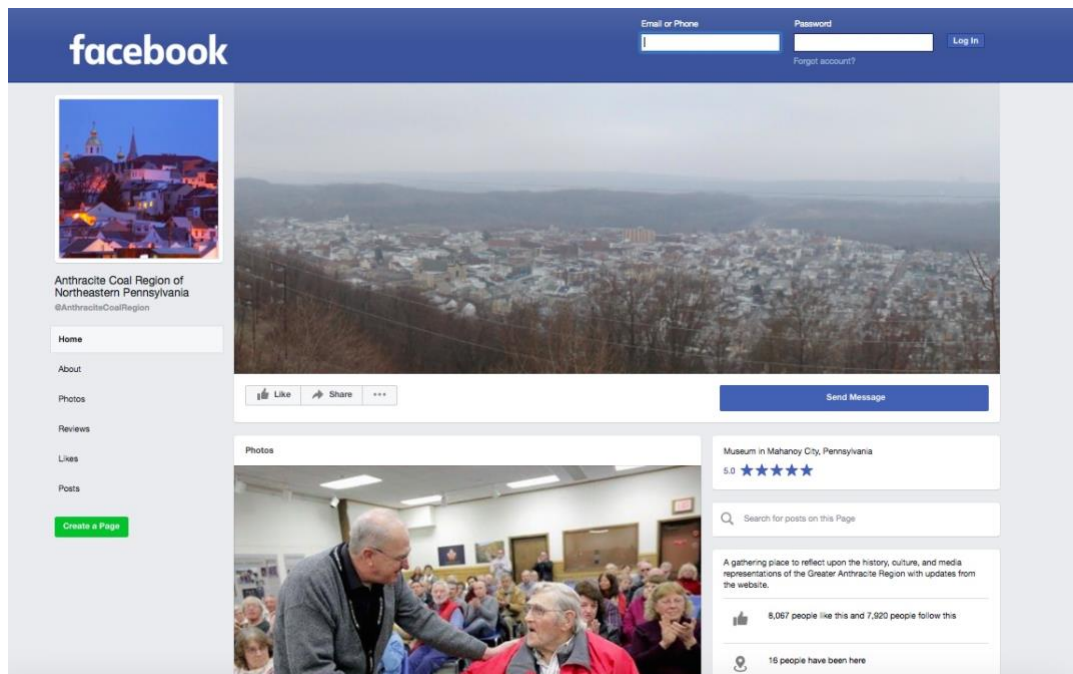 facebook
Email or Phone
Password
Log In
Forgot account?
Anthracite Coal Region of
Northeastern Pennsylvania
@AnthraciteCoalRegion
Home
About
Photos
Reviews
Likes
Posts
Create a Page
Like
Share
Send Message
Photos
Museum in Mahanoy City, Pennsylvania
5.0
Search for posts on this Page
A gathering place to reflect upon the history, culture, and media
representations of the Greater Anthracite Region with updates from
the website.
8,067 people like this and 7,920 people follow this
16 people have been here